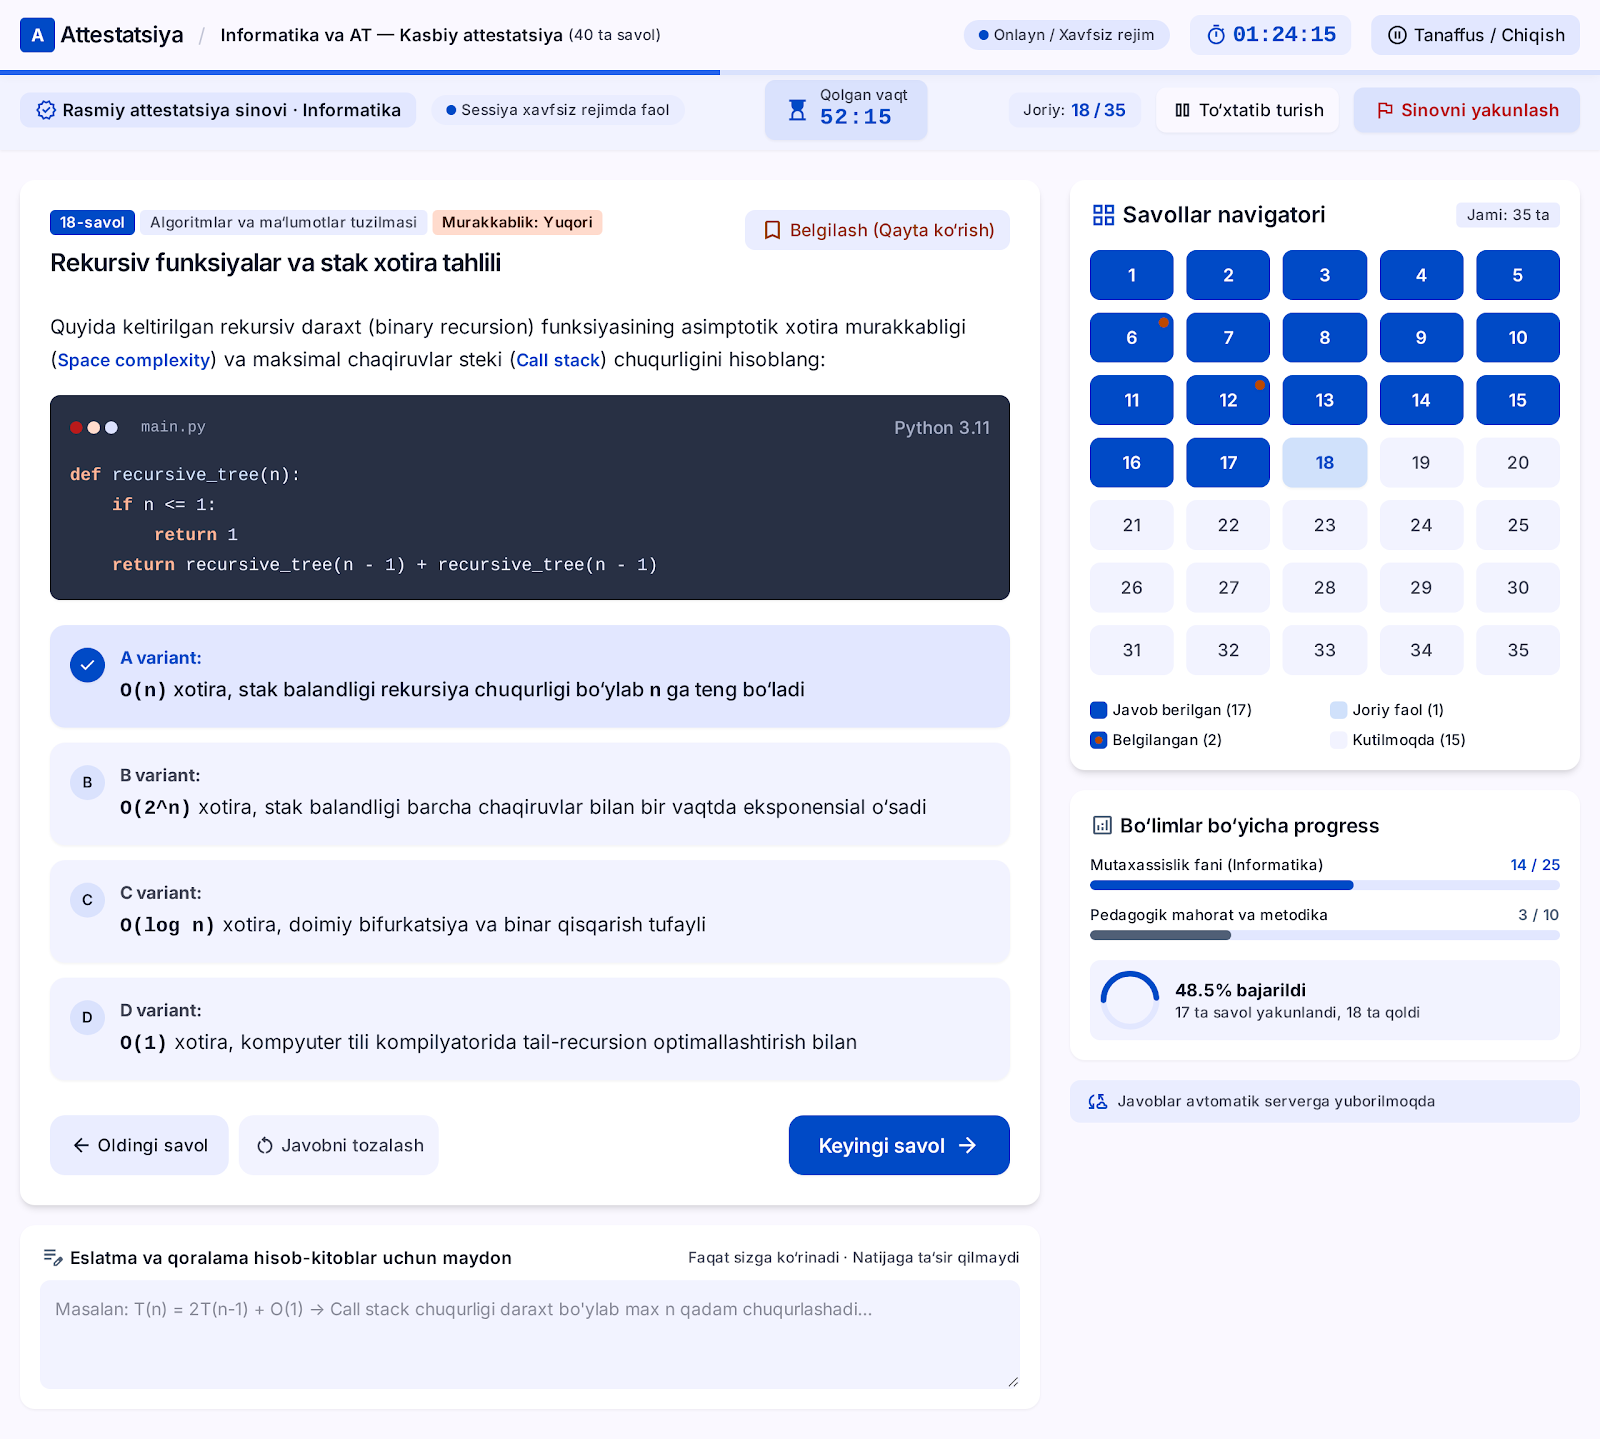 A Attestatsiya / Informatika va AT — Kasbiy attestatsiya (40 ta savol)
Onlayn / Xavfsiz rejim
01:24:15
Tanaffus / Chiqish
Rasmiy attestatsiya sinovi · Informatika
Sessiya xavfsiz rejimda faol
Qolgan vaqt
52:15
Joriy: 18 / 35
To‘xtatib turish
Sinovni yakunlash
18-savol
Algoritmlar va ma’lumotlar tuzilmasi
Murakkablik: Yuqori
Belgilash (Qayta ko‘rish)
Rekursiv funksiyalar va stak xotira tahlili
Quyida keltirilgan rekursiv daraxt (binary recursion) funksiyasining asimptotik xotira murakkabligi
(Space complexity) va maksimal chaqiruvlar steki (Call stack) chuqurligini hisoblang:
main.py
Python 3.11
def recursive_tree(n):
    if n <= 1:
        return 1
    return recursive_tree(n - 1) + recursive_tree(n - 1)
A variant:
O(n) xotira, stak balandligi rekursiya chuqurligi bo‘ylab n ga teng bo‘ladi
B
B variant:
O(2^n) xotira, stak balandligi barcha chaqiruvlar bilan bir vaqtda eksponensial o‘sadi
C
C variant:
O(log n) xotira, doimiy bifurkatsiya va binar qisqarish tufayli
D
D variant:
O(1) xotira, kompyuter tili kompilyatorida tail-recursion optimallashtirish bilan
Oldingi savol
Javobni tozalash
Keyingi savol
Eslatma va qoralama hisob-kitoblar uchun maydon
Faqat sizga ko‘rinadi · Natijaga ta’sir qilmaydi
Masalan: T(n) = 2T(n-1) + O(1) → Call stack chuqurligi daraxt bo'ylab max n qadam chuqurlashadi...
Savollar navigatori
Jami: 35 ta
1 2 3 4 5
6 7 8 9 10
11 12 13 14 15
16 17 18 19 20
21 22 23 24 25
26 27 28 29 30
31 32 33 34 35
Javob berilgan (17)
Joriy faol (1)
Belgilangan (2)
Kutilmoqda (15)
Bo‘limlar bo‘yicha progress
Mutaxassislik fani (Informatika) 14 / 25
Pedagogik mahorat va metodika 3 / 10
48.5% bajarildi
17 ta savol yakunlandi, 18 ta qoldi
Javoblar avtomatik serverga yuborilmoqda